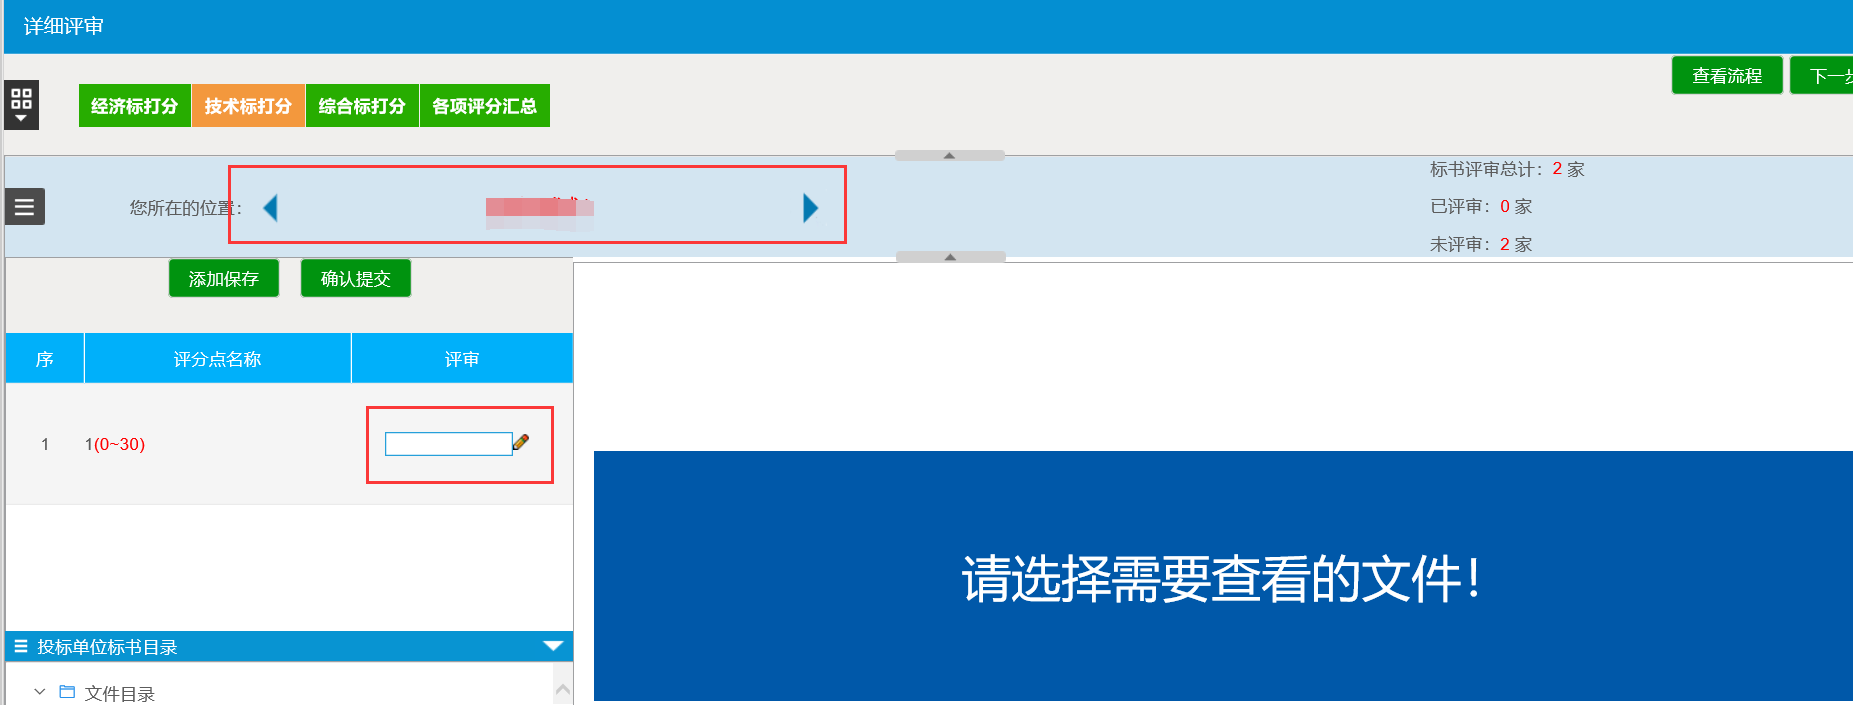 详细评审
查看流程
下一步
经济标打分
技术标打分
综合标打分
各项评分汇总
标书评审总计：2 家
您所在的位置：
已评审：0 家
未评审：2 家
添加保存
确认提交
序
评分点名称
评审
1
1(0~30)
请选择需要查看的文件！
投标单位标书目录
文件目录